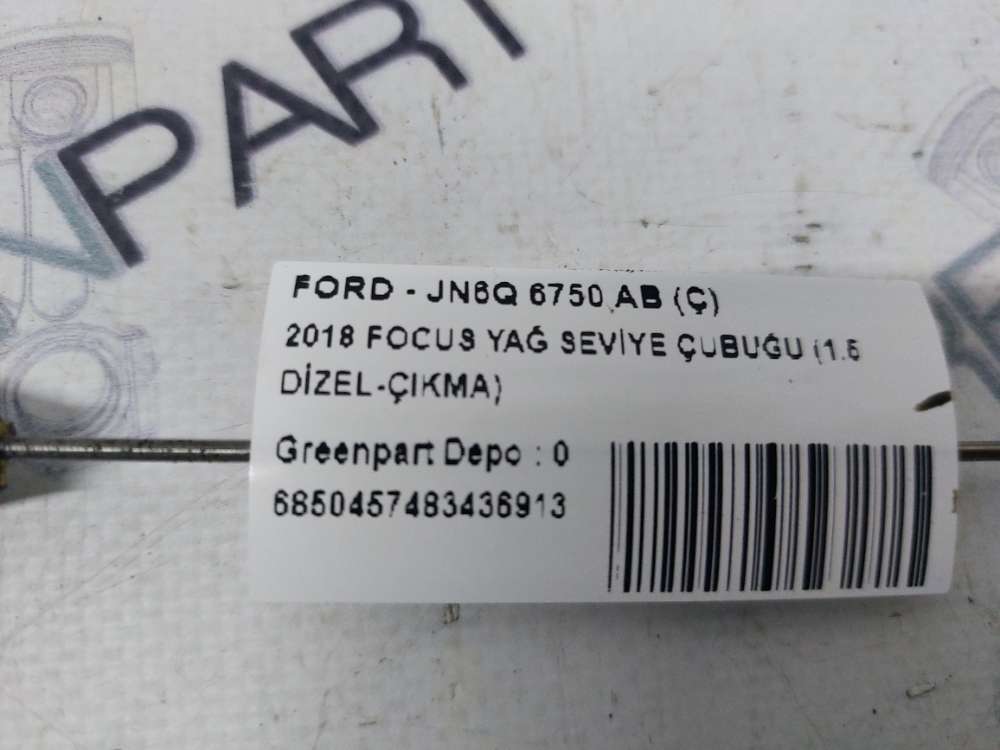 PART
FORD - JN6Q 6750 AB (Ç)
2018 FOCUS YAĞ SEVİYE ÇUBUĞU (1.5
DİZEL-ÇIKMA)
Greenpart Depo : 0
6850457483436913